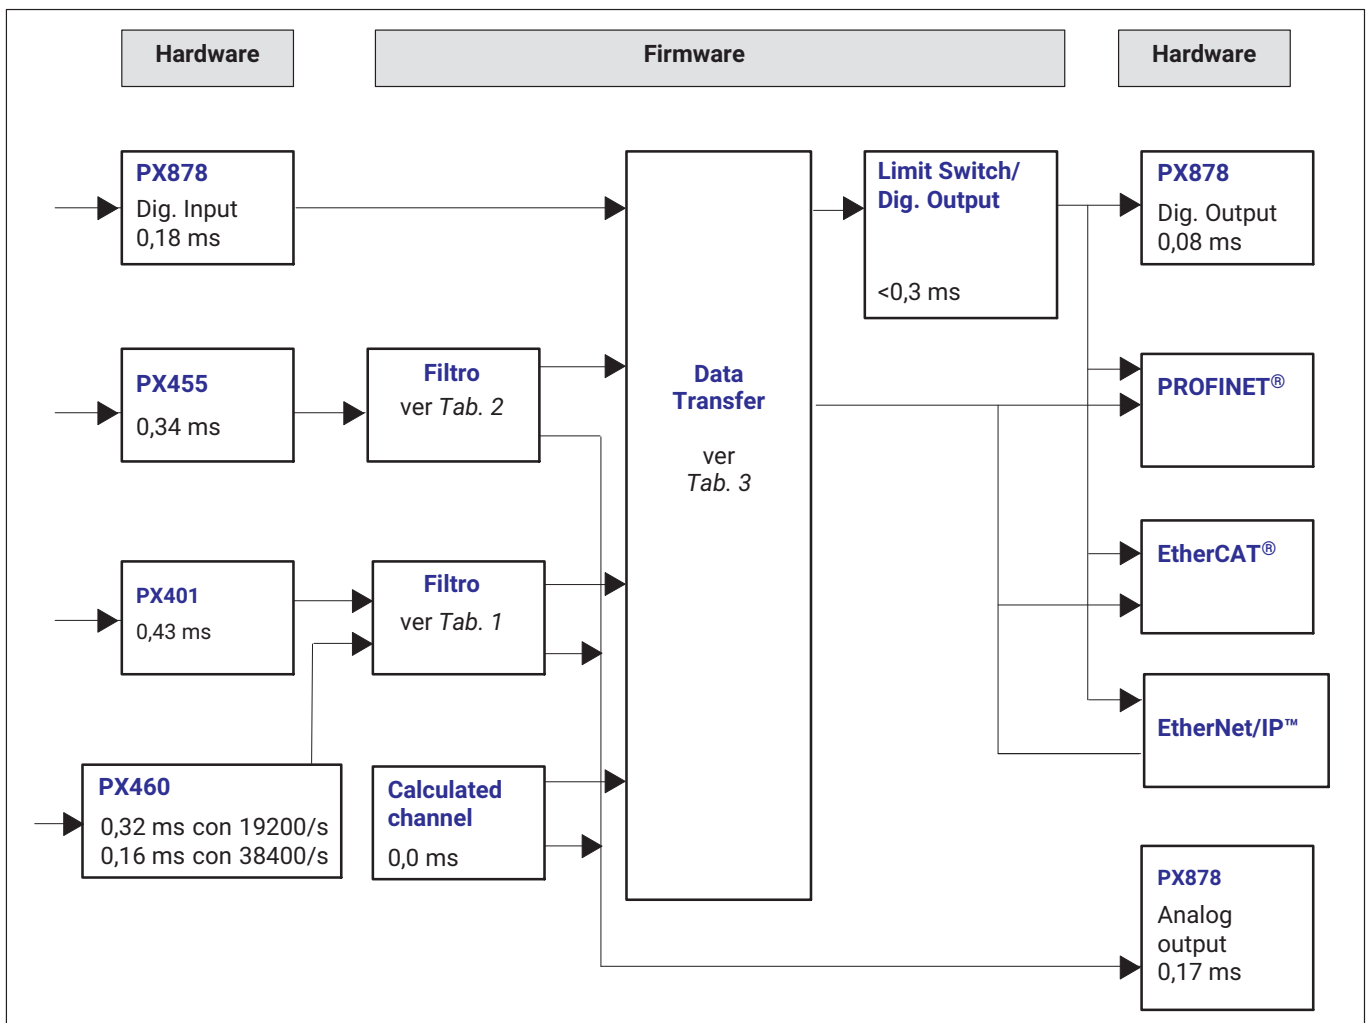 Hardware
Firmware
Hardware
PX878
Dig. Input
0,18 ms
Limit Switch/
Dig. Output
<0,3 ms
PX878
Dig. Output
0,08 ms
PX455
0,34 ms
Filtro
ver Tab. 2
Data
Transfer
ver
Tab. 3
PROFINET®
PX401
0,43 ms
Filtro
ver Tab. 1
EtherCAT®
EtherNet/IP™
PX460
0,32 ms con 19200/s
0,16 ms con 38400/s
Calculated
channel
0,0 ms
PX878
Analog
output
0,17 ms